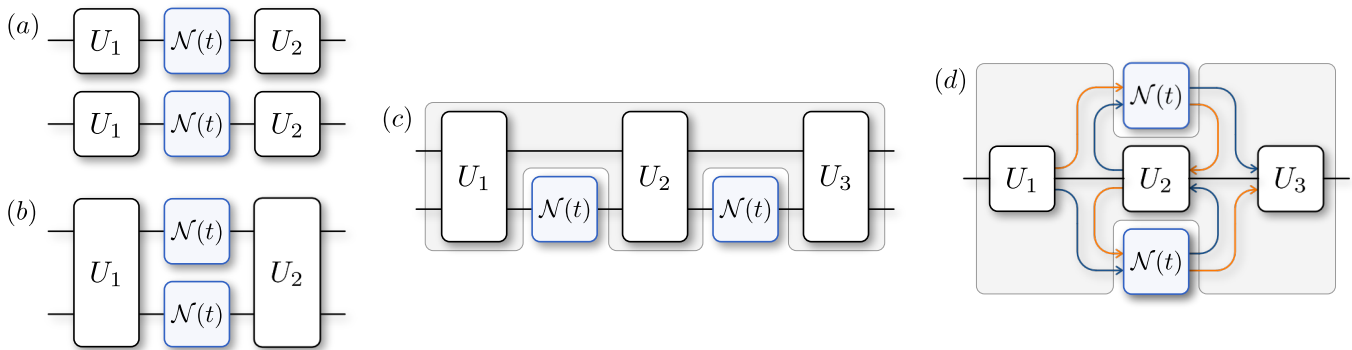 (a)
U₁ 𝒩(t) U₂
U₁ 𝒩(t) U₂
(b)
U₁ 𝒩(t) 𝒩(t) U₂
(c)
U₁ 𝒩(t) U₂ 𝒩(t) U₃
(d)
𝒩(t)
U₁ U₂ U₃
𝒩(t)